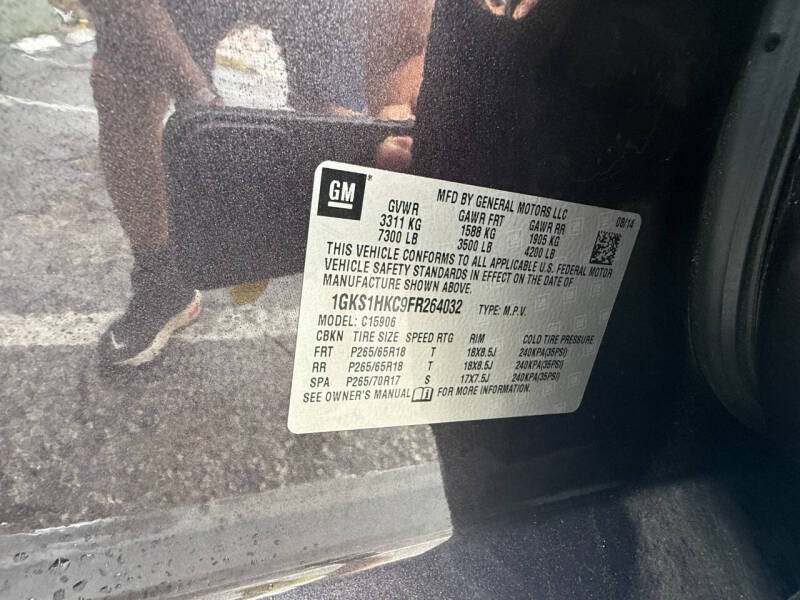 GM
MFD BY GENERAL MOTORS LLC
08/14
GVWR GAWR FRT GAWR RR
3311 KG 1588 KG 1905 KG
7300 LB 3500 LB 4200 LB
THIS VEHICLE CONFORMS TO ALL APPLICABLE U.S. FEDERAL MOTOR
VEHICLE SAFETY STANDARDS IN EFFECT ON THE DATE OF
MANUFACTURE SHOWN ABOVE.
1GKS1HKC9FR264032 TYPE: M.P.V.
MODEL: C15906
CBKN TIRE SIZE SPEED RTG RIM COLD TIRE PRESSURE
FRT P265/65R18 T 18X8.5J 240KPA(35PSI)
RR P265/65R18 T 18X8.5J 240KPA(35PSI)
SPA P265/70R17 S 17X7.5J 240KPA(35PSI)
SEE OWNER'S MANUAL FOR MORE INFORMATION.